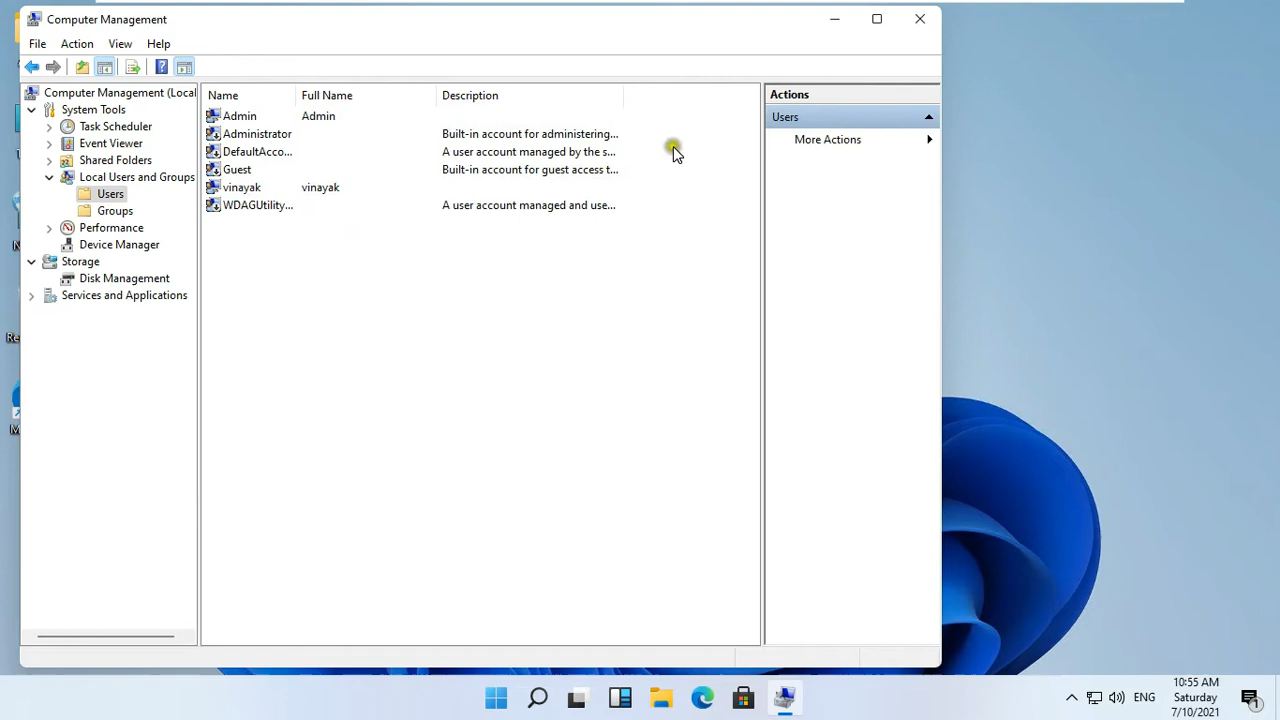 Computer Management
File Action View Help
Computer Management (Local
System Tools
Task Scheduler
Event Viewer
Shared Folders
Local Users and Groups
Users
Groups
Performance
Device Manager
Storage
Disk Management
Services and Applications
Name Full Name Description
Admin Admin
Administrator Built-in account for administering...
DefaultAcco... A user account managed by the s...
Guest Built-in account for guest access t...
vinayak vinayak
WDAGUtility... A user account managed and use...
Actions
Users
More Actions
ENG
10:55 AM
Saturday
7/10/2021
1